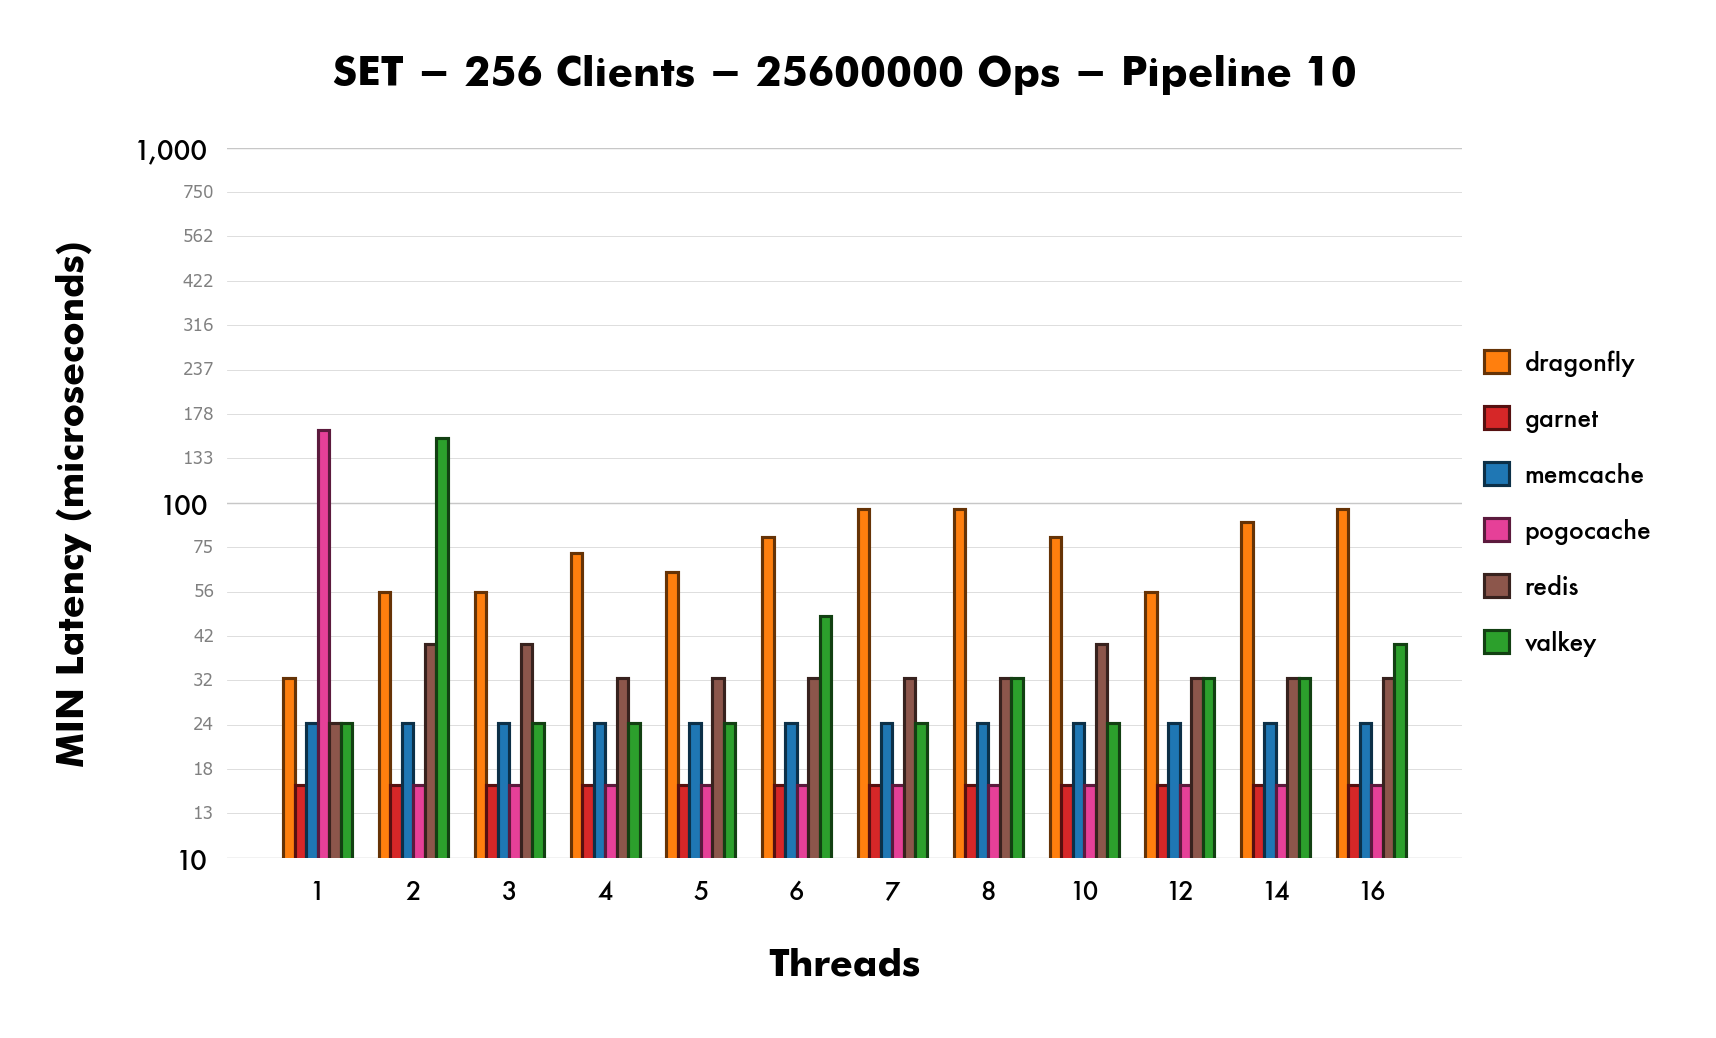 SET – 256 Clients – 25600000 Ops – Pipeline 10
MIN Latency (microseconds)
1,000
750
562
422
316
237
178
133
100
75
56
42
32
24
18
13
10
1 2 3 4 5 6 7 8 10 12 14 16
Threads
dragonfly
garnet
memcache
pogocache
redis
valkey